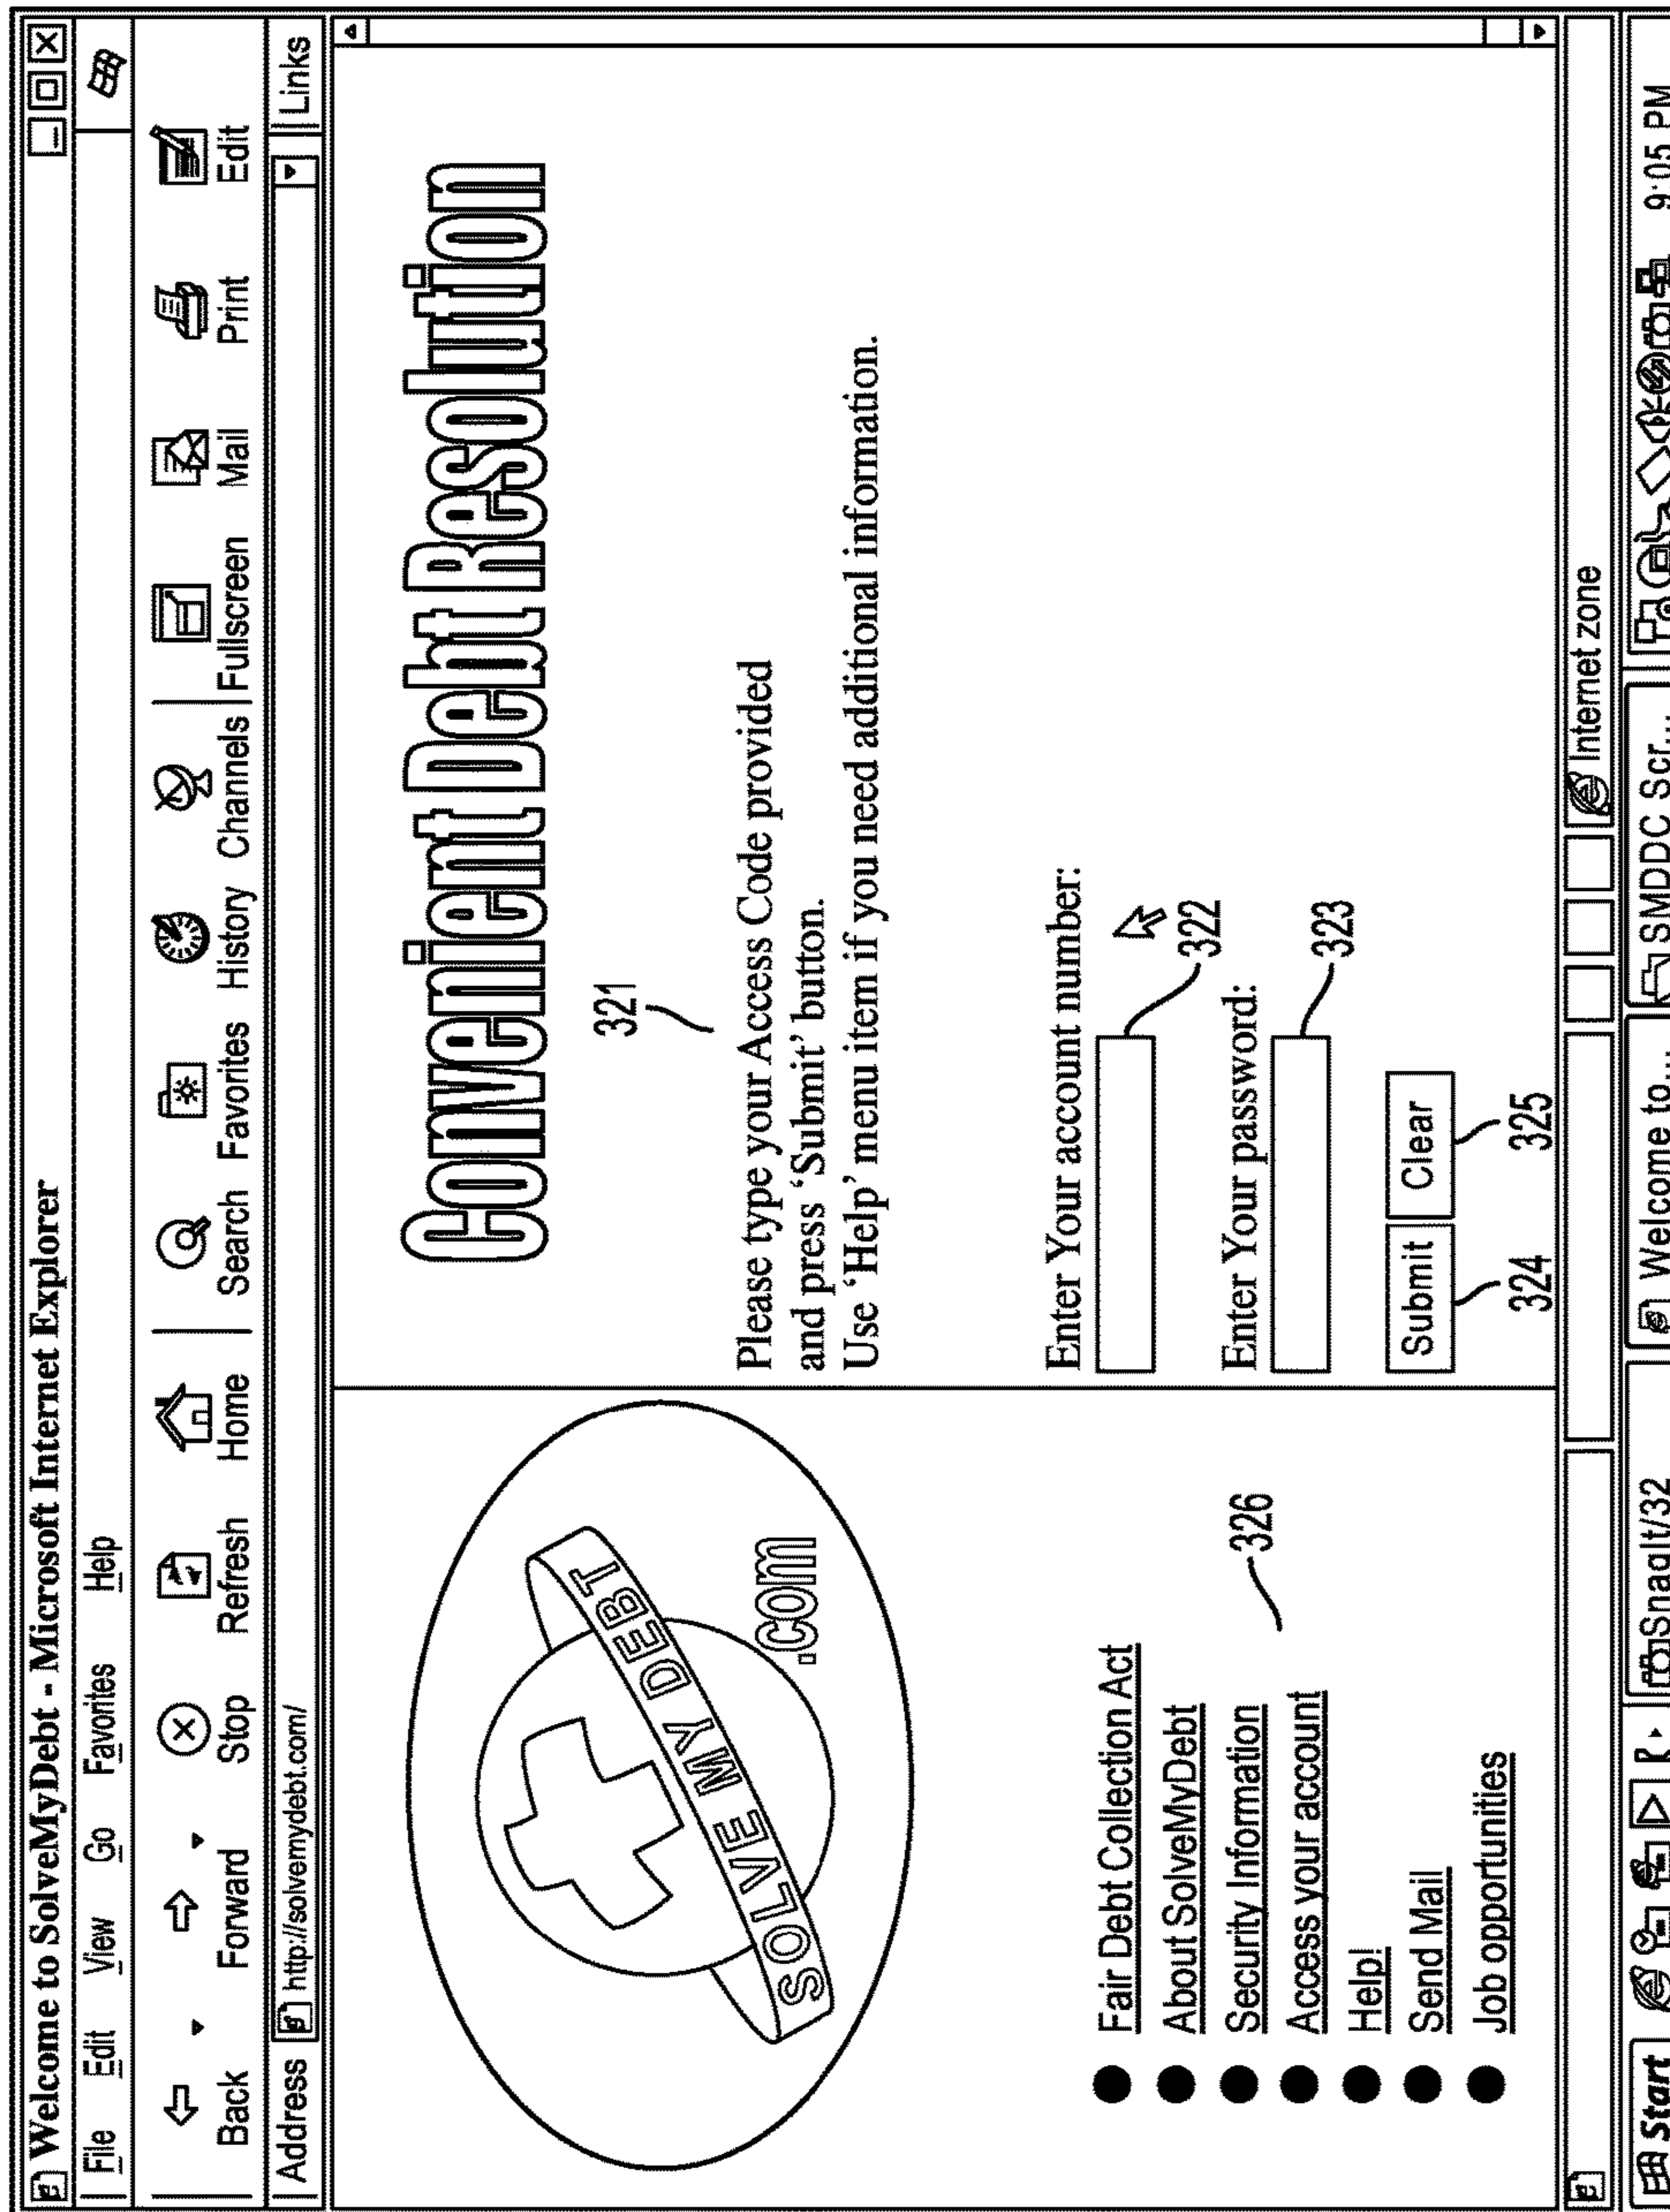 Welcome to SolveMyDebt - Microsoft Internet Explorer
File Edit View Go Favorites Help
Back Forward Stop Refresh Home Search Favorites History Channels Fullscreen Mail Print Edit
Address http://solvemydebt.com/ Links
SOLVE MY DEBT
.com
Fair Debt Collection Act
About SolveMyDebt
Security Information
Access your account
Help!
Send Mail
Job opportunities
326
Convenient Debt Resolution
321
Please type your Access Code provided
and press ‘Submit’ button.
Use ‘Help’ menu item if you need additional information.
Enter Your account number:
322
Enter Your password:
323
Submit Clear
324 325
Internet zone
Start SnagIt/32 Welcome to... SMDDC Scr... 9:05 PM